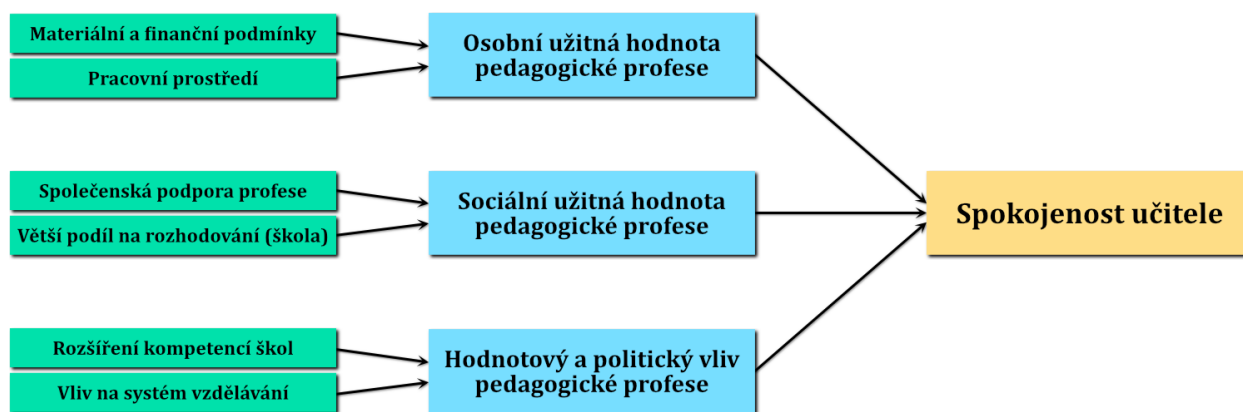 Materiální a finanční podmínky
Pracovní prostředí
Osobní užitná hodnota
pedagogické profese
Společenská podpora profese
Větší podíl na rozhodování (škola)
Sociální užitná hodnota
pedagogické profese
Spokojenost učitele
Rozšíření kompetencí škol
Vliv na systém vzdělávání
Hodnotový a politický vliv
pedagogické profese